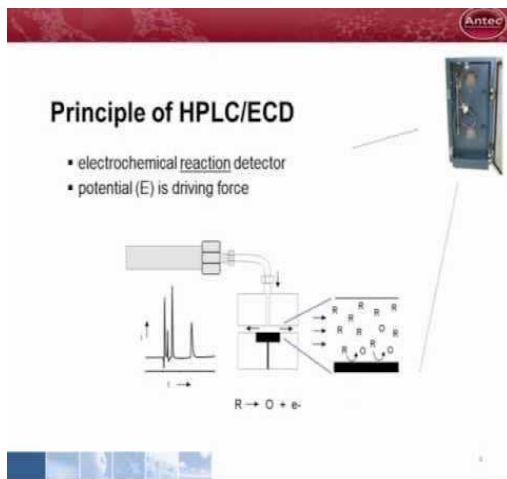 Antec
Principle of HPLC/ECD
▪ electrochemical reaction detector
▪ potential (E) is driving force
R R R
R
R R O R
R O R O
I
t
R → O + e-